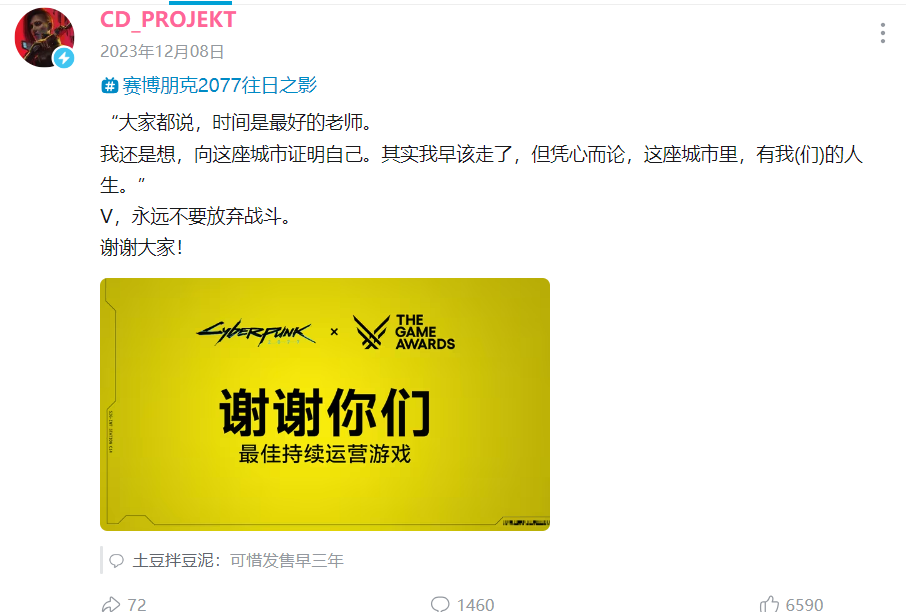 CD_PROJEKT
2023年12月08日
#赛博朋克2077往日之影
“大家都说，时间是最好的老师。
我还是想，向这座城市证明自己。其实我早该走了，但凭心而论，这座城市里，有我(们)的人
生。”
V，永远不要放弃战斗。
谢谢大家！
CYBERPUNK 2077 × THE GAME AWARDS
谢谢你们
最佳持续运营游戏
土豆拌豆泥：可惜发售早三年
72 1460 6590